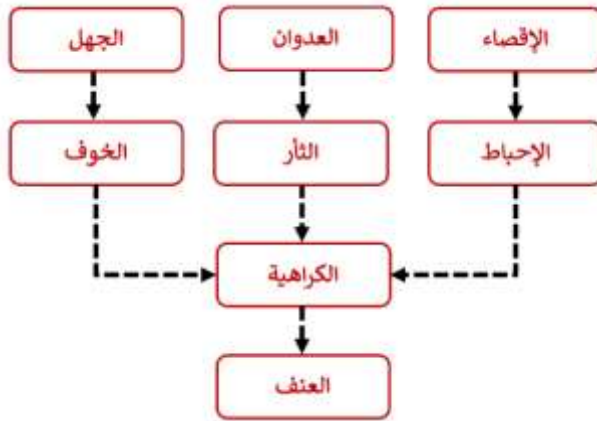 الإقصاء
العدوان
الجهل
الإحباط
الثأر
الخوف
الكراهية
العنف